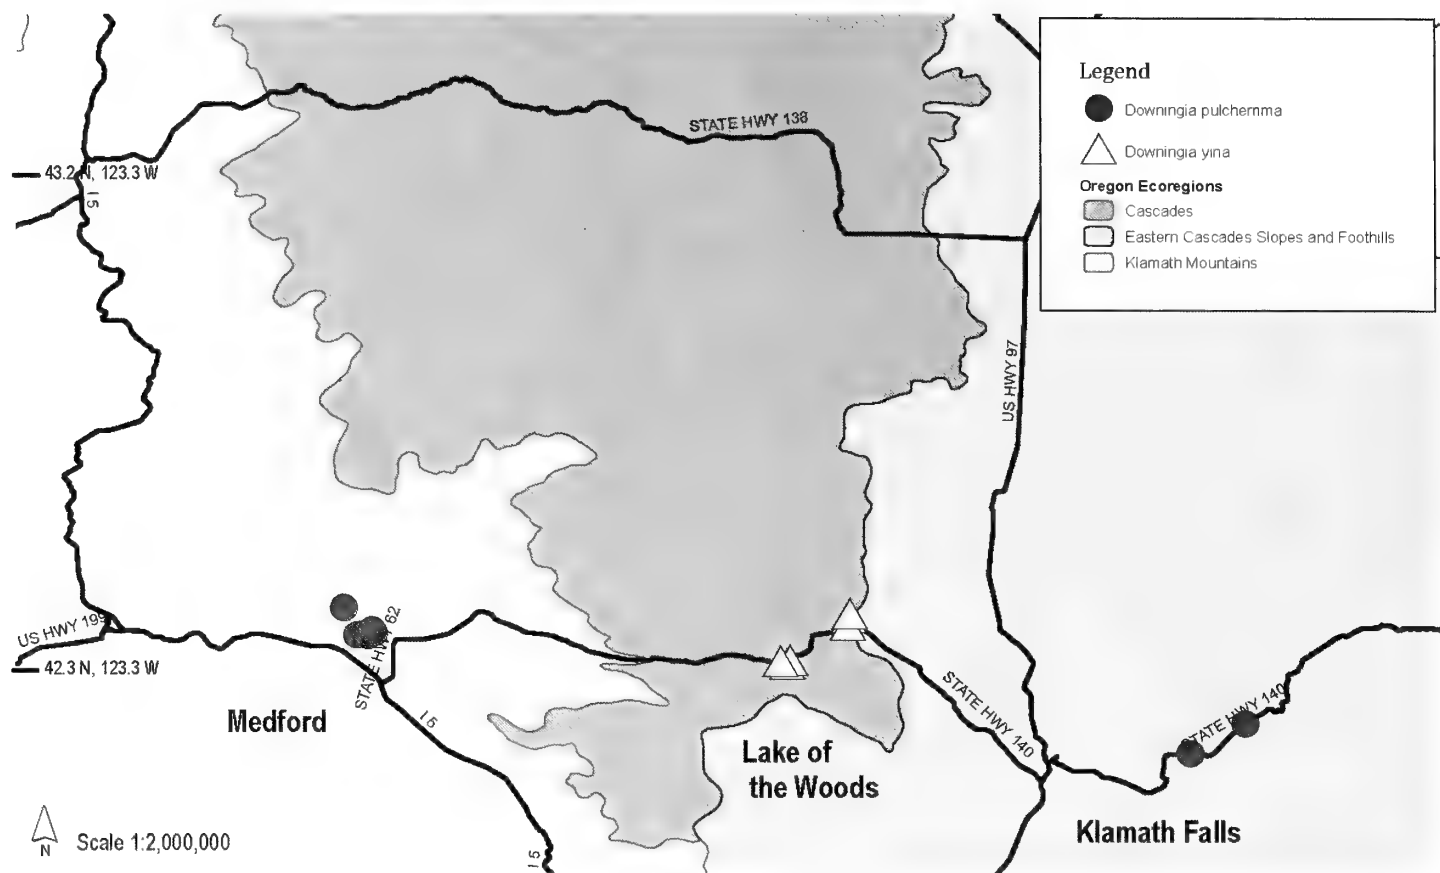 Legend
Downingia pulchernma
Downingia yina
Oregon Ecoregions
Cascades
Eastern Cascades Slopes and Foothills
Klamath Mountains
STATE HWY 138
43.2 N, 123.3 W
I 5
US HWY 97
US HWY 199
STATE HWY 62
42.3 N, 123.3 W
Medford
I 5
STATE HWY 140
STATE HWY 140
Lake of
the Woods
Klamath Falls
N
Scale 1:2,000,000
I 5